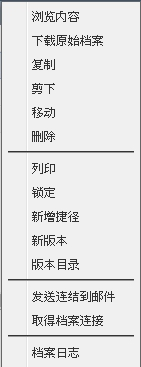 浏览内容
下载原始档案
复制
剪下
移动
删除
列印
锁定
新增捷径
新版本
版本目录
发送连结到邮件
取得档案连接
档案日志